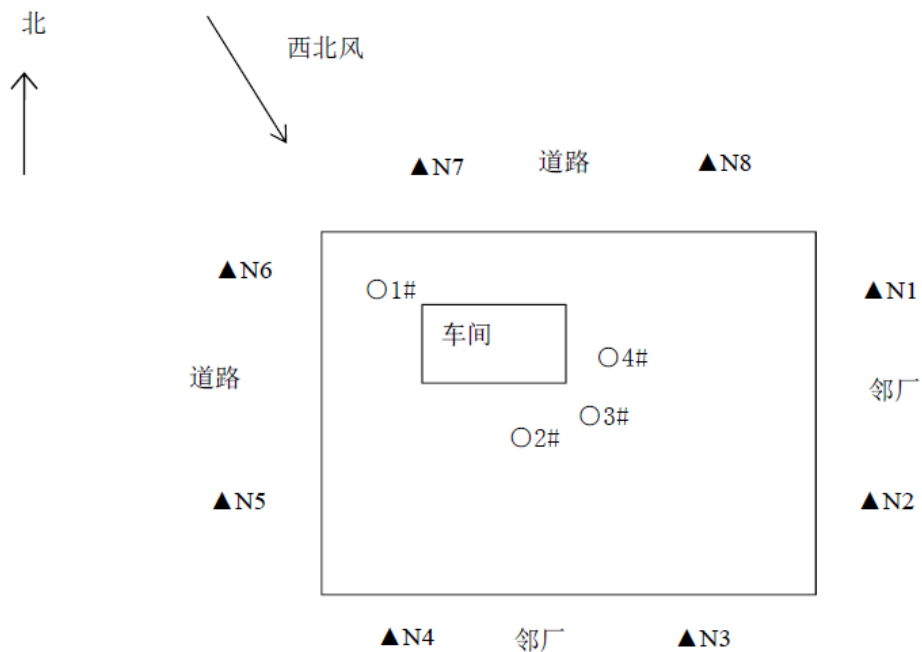 北
西北风
▲N7
道路
▲N8
▲N6
○1#
▲N1
车间
○4#
道路
邻厂
○3#
○2#
▲N5
▲N2
▲N4
邻厂
▲N3